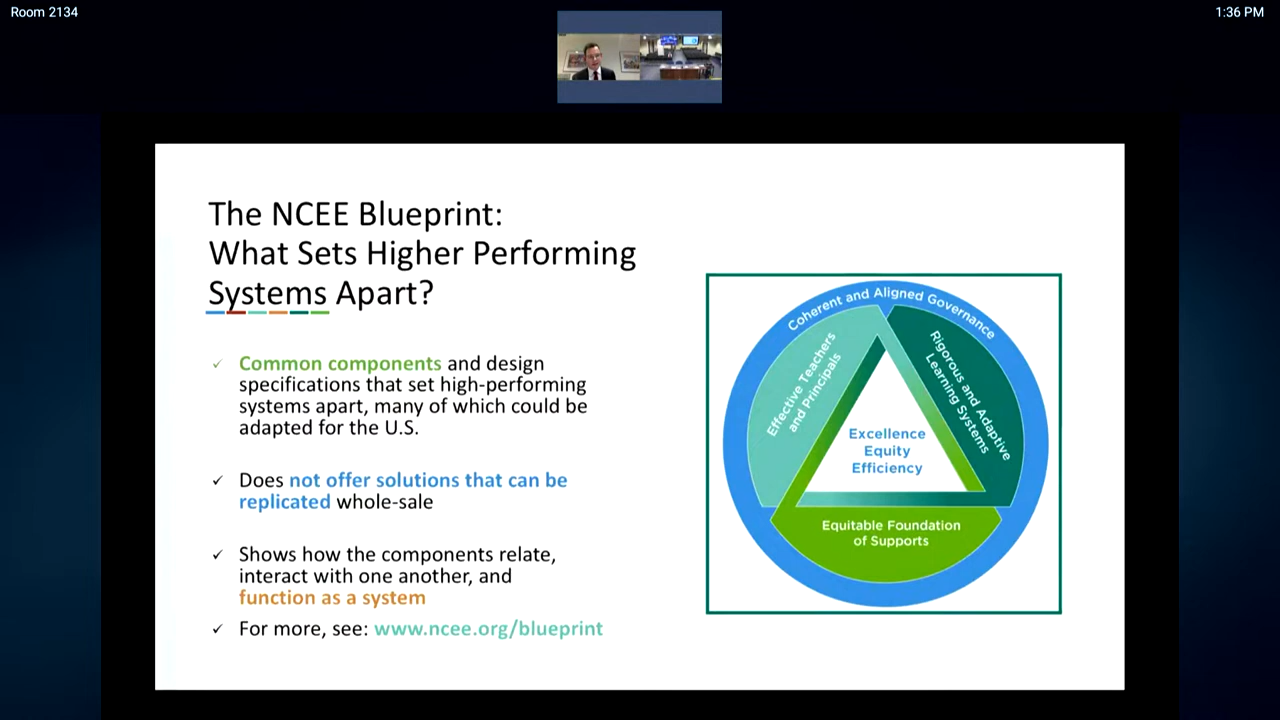 Room 2134
1:36 PM
The NCEE Blueprint:
What Sets Higher Performing
Systems Apart?
Common components and design
specifications that set high-performing
systems apart, many of which could be
adapted for the U.S.
Does not offer solutions that can be
replicated whole-sale
Shows how the components relate,
interact with one another, and
function as a system
For more, see: www.ncee.org/blueprint
Coherent and Aligned Governance
Effective Teachers
and Principals
Rigorous and Adaptive
Learning Systems
Excellence
Equity
Efficiency
Equitable Foundation
of Supports